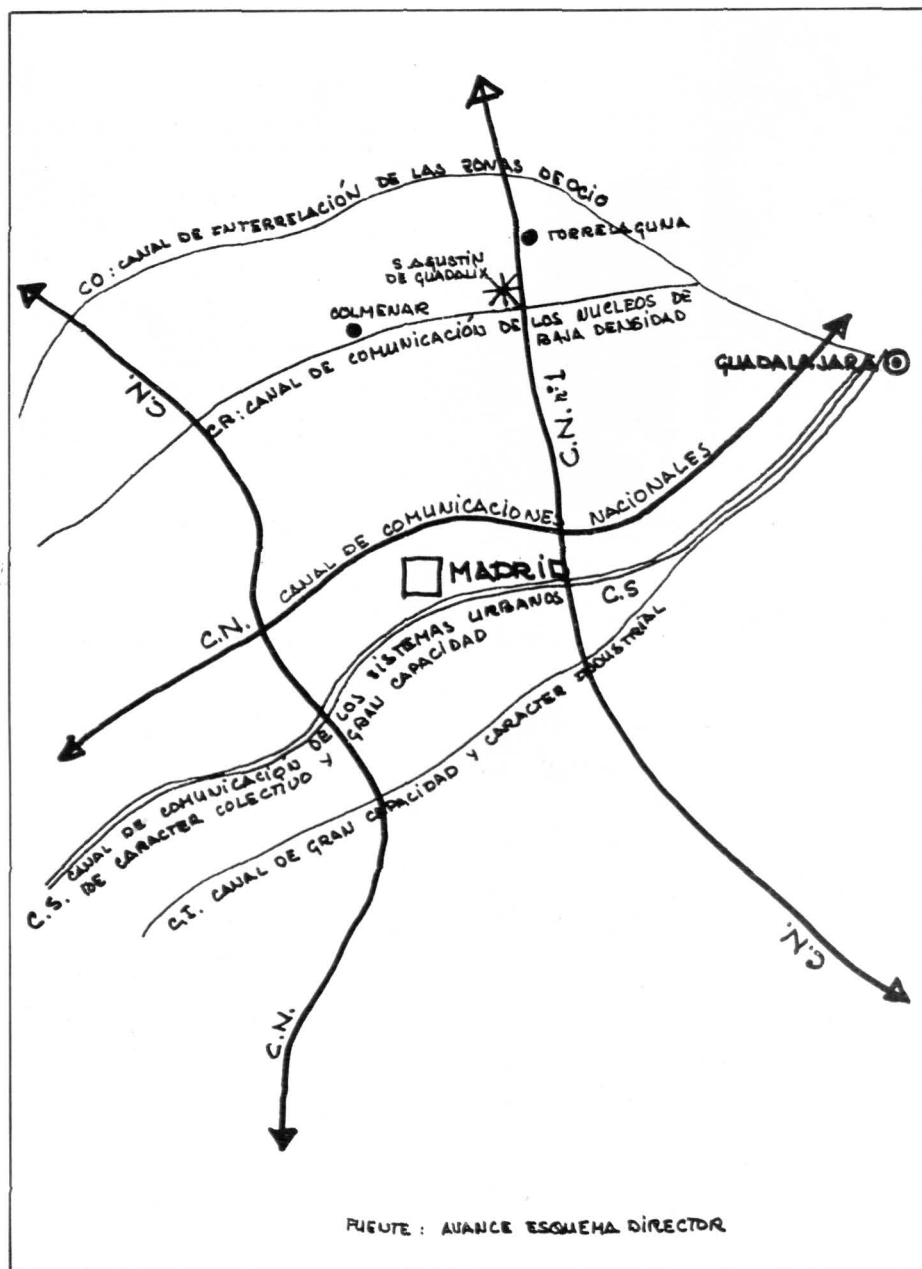 CO: CANAL DE INTERRELACIÓN DE LAS ZONAS DE OCIO
TORRELAGUNA
S. AGUSTÍN
DE GUADALIX
COLMENAR
CR: CANAL DE COMUNICACIÓN DE LOS NUCLEOS DE
BAJA DENSIDAD
GUADALAJARA
C.N.
C.N.
C.N. CANAL DE COMUNICACIONES NACIONALES
MADRID
C.S
C.S. CANAL DE COMUNICACIÓN DE LOS SISTEMAS URBANOS
DE CARACTER COLECTIVO Y GRAN CAPACIDAD
C.I. CANAL DE GRAN CAPACIDAD Y CARACTER INDUSTRIAL
C.N.
C.N.
FUENTE: AVANCE ESQUEMA DIRECTOR